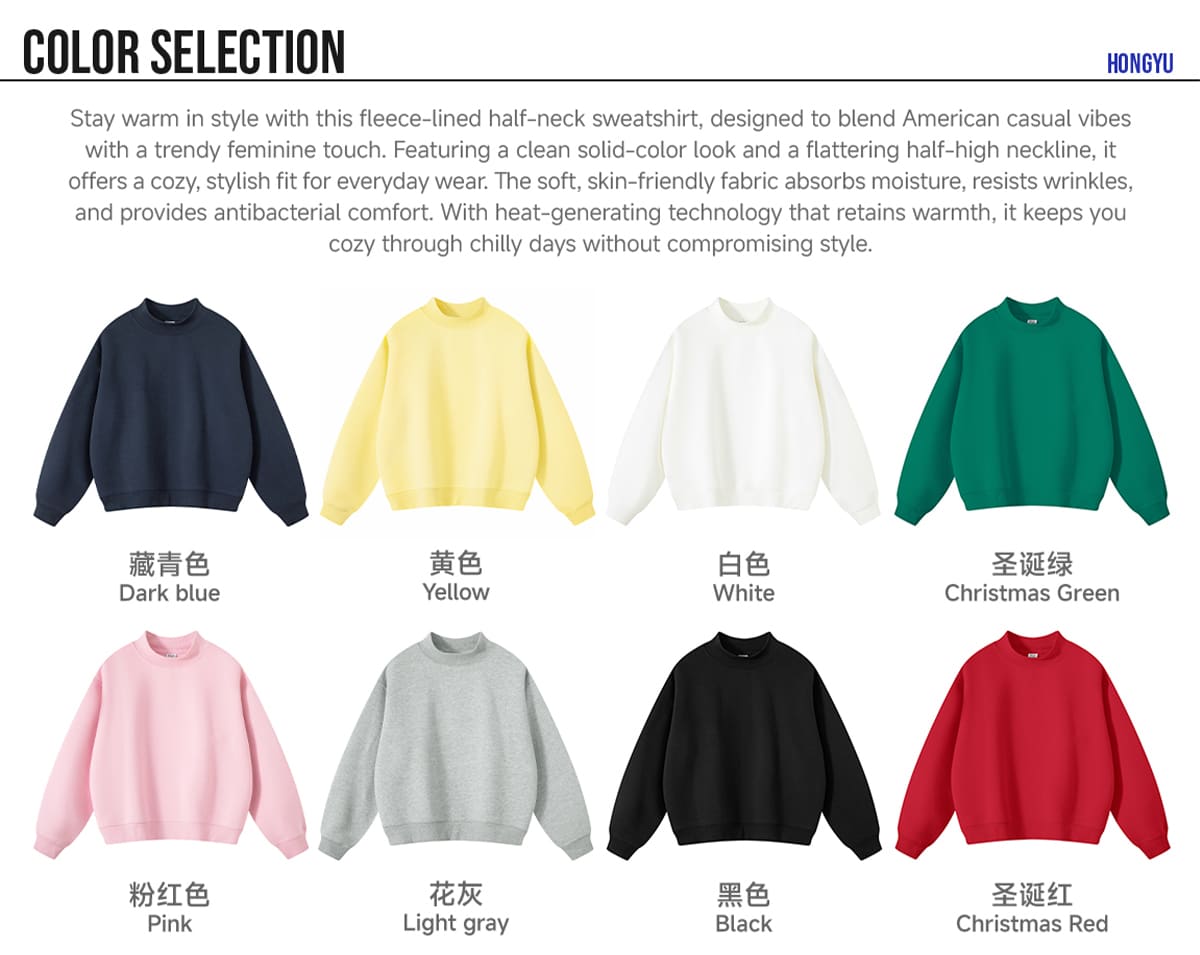 COLOR SELECTION
HONGYU
Stay warm in style with this fleece-lined half-neck sweatshirt, designed to blend American casual vibes
with a trendy feminine touch. Featuring a clean solid-color look and a flattering half-high neckline, it
offers a cozy, stylish fit for everyday wear. The soft, skin-friendly fabric absorbs moisture, resists wrinkles,
and provides antibacterial comfort. With heat-generating technology that retains warmth, it keeps you
cozy through chilly days without compromising style.
藏青色
Dark blue
黄色
Yellow
白色
White
圣诞绿
Christmas Green
粉红色
Pink
花灰
Light gray
黑色
Black
圣诞红
Christmas Red